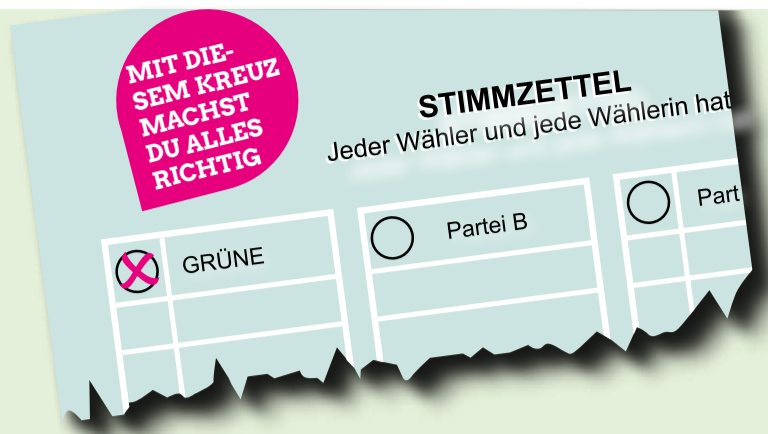 MIT DIE-
SEM KREUZ
MACHST
DU ALLES
RICHTIG
STIMMZETTEL
Jeder Wähler und jede Wählerin hat
GRÜNE
Partei B
Part